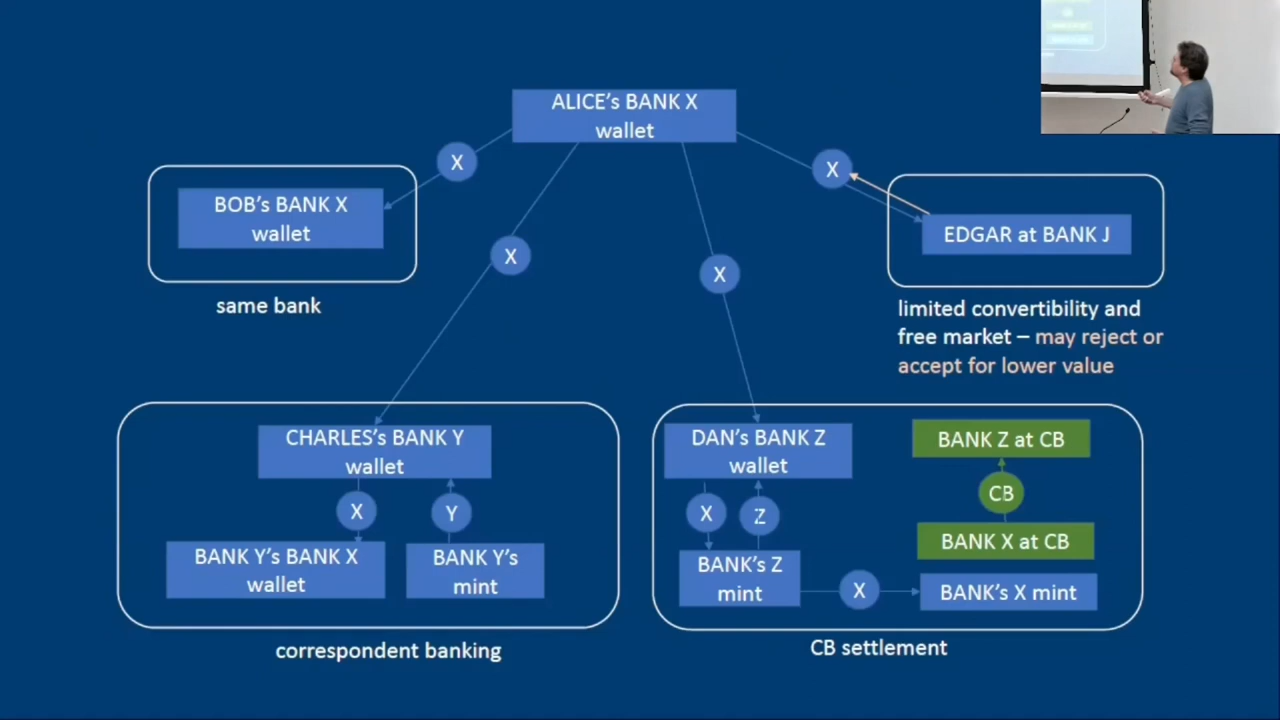 ALICE's BANK X
wallet
X
X
BOB's BANK X
wallet
same bank
X
X
EDGAR at BANK J
limited convertibility and
free market – may reject or
accept for lower value
CHARLES's BANK Y
wallet
X
Y
BANK Y's BANK X
wallet
BANK Y's
mint
correspondent banking
DAN's BANK Z
wallet
X
Z
BANK's Z
mint
X
BANK Z at CB
CB
BANK X at CB
BANK's X mint
CB settlement